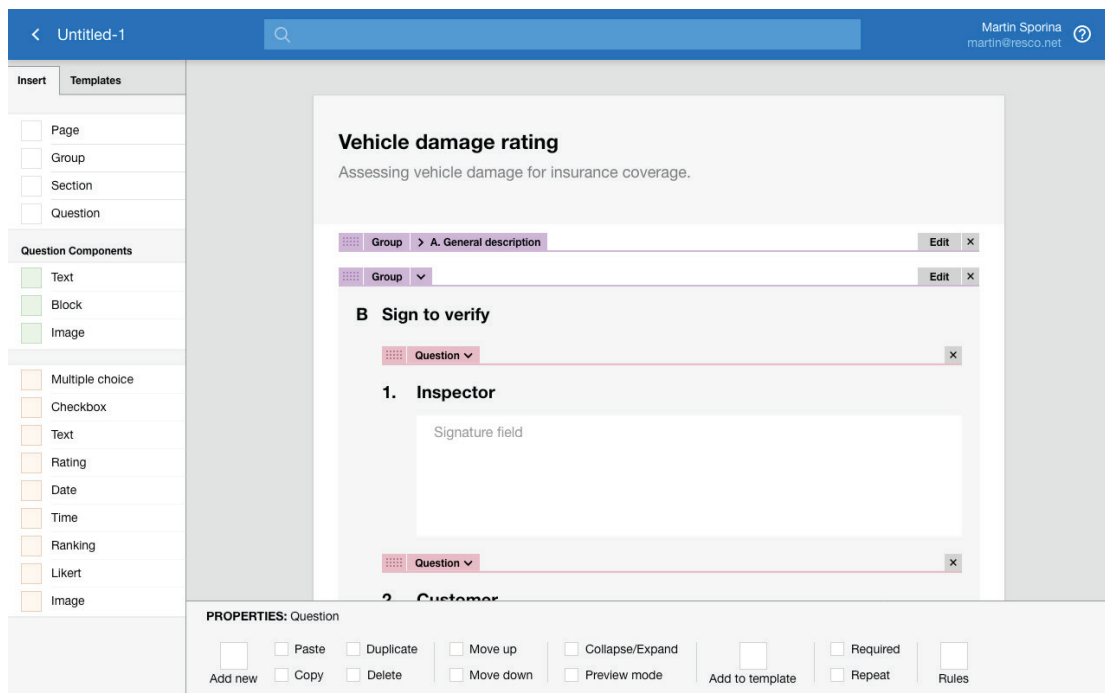 Untitled-1
Martin Sporina
martin@resco.net
Insert Templates
Page
Group
Section
Question
Question Components
Text
Block
Image
Multiple choice
Checkbox
Text
Rating
Date
Time
Ranking
Likert
Image
Vehicle damage rating
Assessing vehicle damage for insurance coverage.
Group A. General description Edit
Group Edit
B Sign to verify
Question
1. Inspector
Signature field
Question
2. Customer
PROPERTIES: Question
Add new
Paste
Copy
Duplicate
Delete
Move up
Move down
Collapse/Expand
Preview mode
Add to template
Required
Repeat
Rules